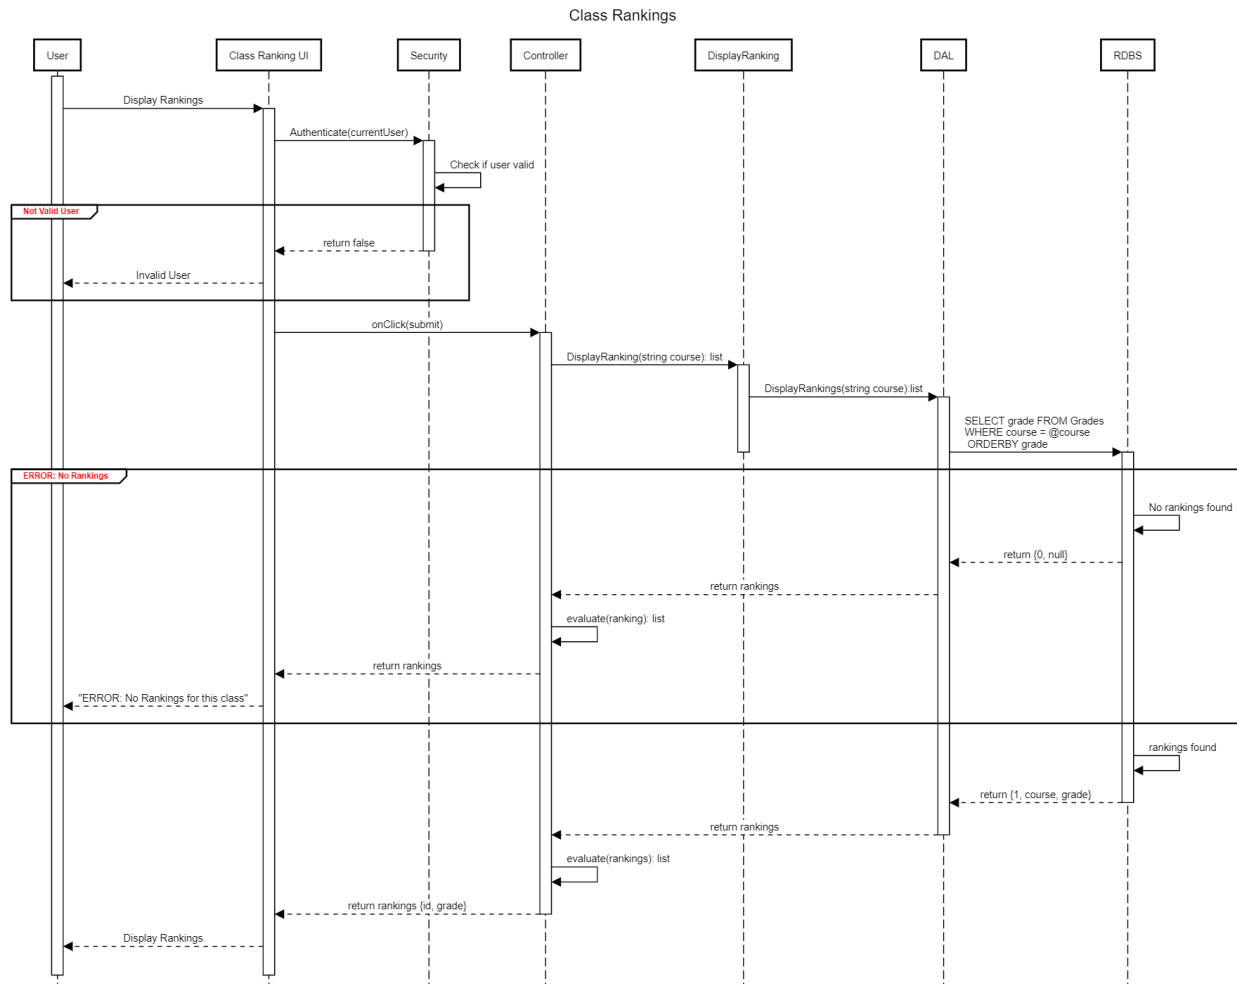 Class Rankings
User
Class Ranking UI
Security
Controller
DisplayRanking
DAL
RDBS
Display Rankings
Authenticate(currentUser)
Check if user valid
Not Valid User
return false
Invalid User
onClick(submit)
DisplayRanking(string course): list
DisplayRankings(string course):list
SELECT grade FROM Grades
WHERE course = @course
ORDERBY grade
ERROR: No Rankings
No rankings found
return {0, null}
return rankings
evaluate(ranking): list
return rankings
"ERROR: No Rankings for this class"
rankings found
return {1, course, grade}
return rankings
evaluate(rankings): list
return rankings {id, grade}
Display Rankings